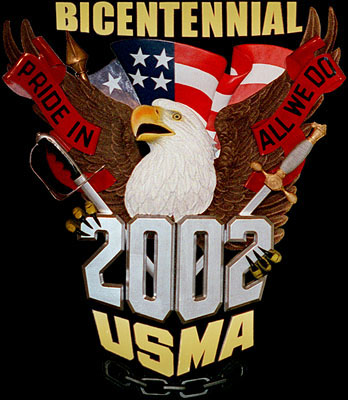 BICENTENNIAL
PRIDE IN
ALL WE DO
2002
USMA